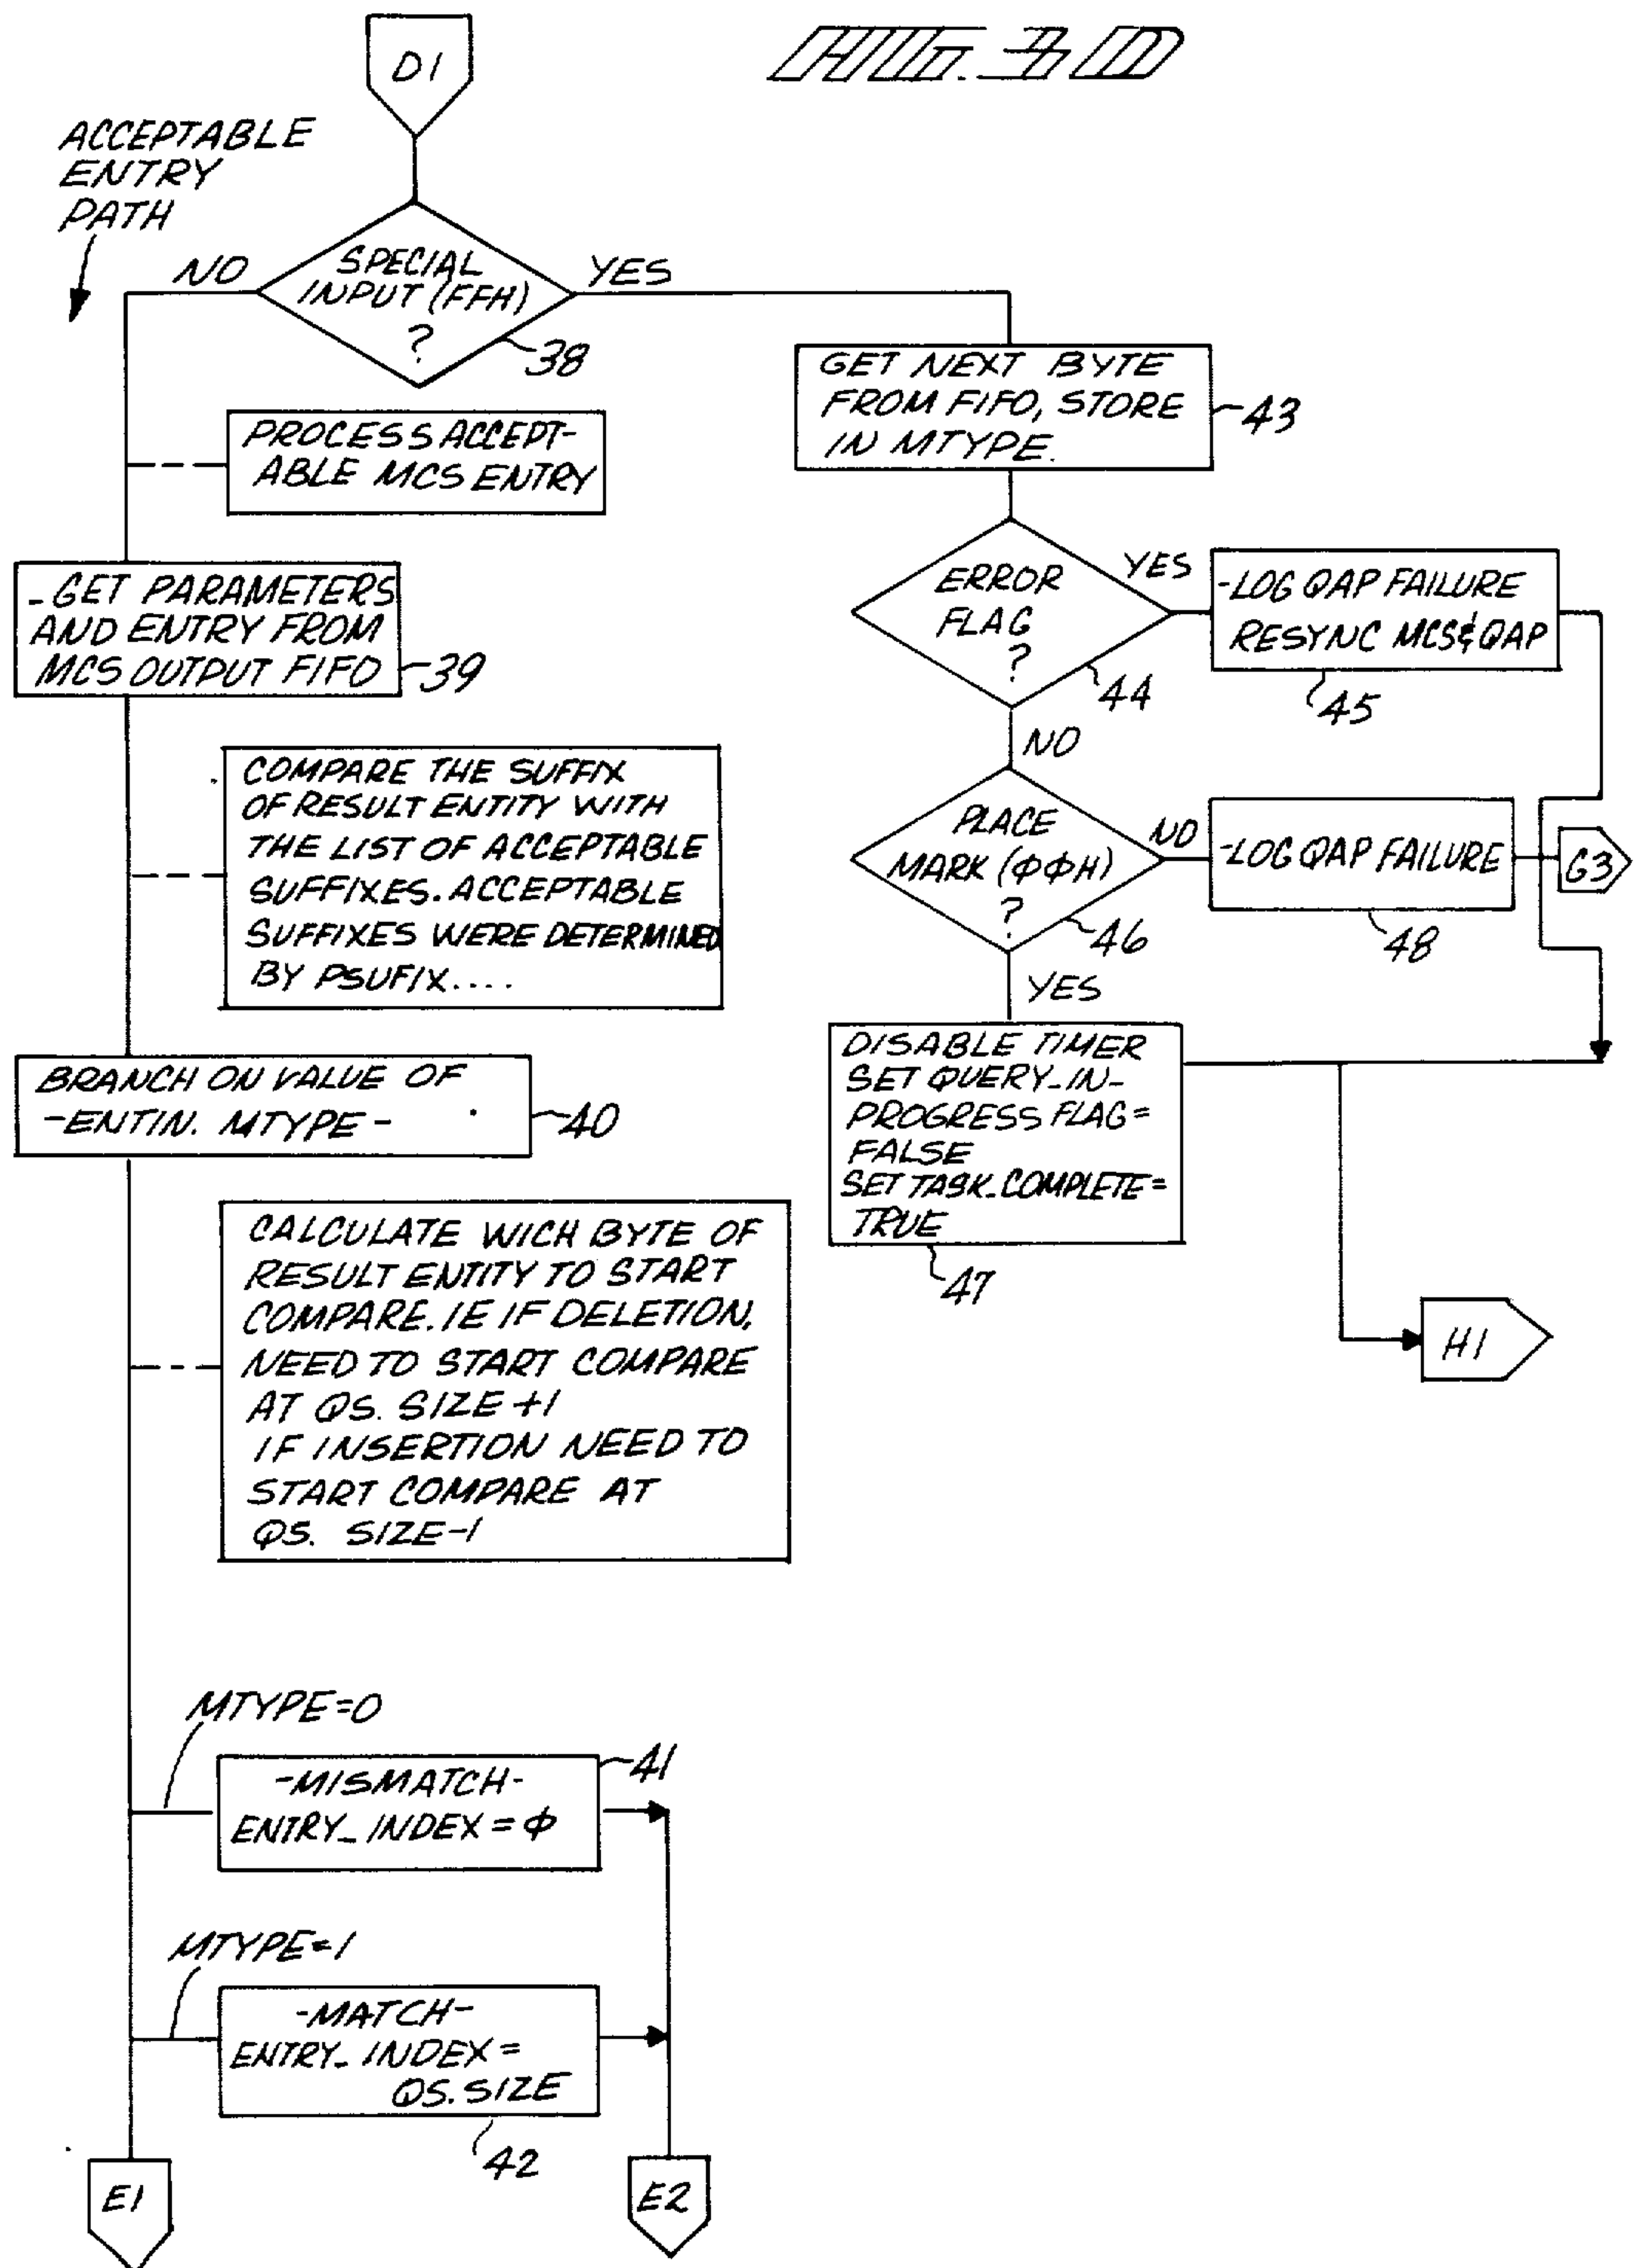 D1
FIG. 3D
ACCEPTABLE
ENTRY
PATH
NO
SPECIAL
INPUT (FFH)
?
YES
38
PROCESS ACCEPT-
ABLE MCS ENTRY
-GET PARAMETERS
AND ENTRY FROM
MCS OUTPUT FIFO
39
COMPARE THE SUFFIX
OF RESULT ENTITY WITH
THE LIST OF ACCEPTABLE
SUFFIXES. ACCEPTABLE
SUFFIXES WERE DETERMINED
BY PSUFIX....
BRANCH ON VALUE OF
-ENTIN. MTYPE-
40
CALCULATE WICH BYTE OF
RESULT ENTITY TO START
COMPARE. IE IF DELETION,
NEED TO START COMPARE
AT QS. SIZE +1
IF INSERTION NEED TO
START COMPARE AT
QS. SIZE-1
MTYPE=0
-MISMATCH-
ENTRY_INDEX = φ
41
MTYPE=1
-MATCH-
ENTRY_INDEX =
QS.SIZE
42
E1
E2
GET NEXT BYTE
FROM FIFO, STORE
IN MTYPE.
43
ERROR
FLAG
?
44
YES
-LOG QAP FAILURE
RESYNC MCS & QAP
45
NO
PLACE
MARK (φφH)
?
46
NO
-LOG QAP FAILURE
48
G3
YES
DISABLE TIMER
SET QUERY_IN_
PROGRESS FLAG=
FALSE
SET TASK_COMPLETE=
TRUE
47
H1